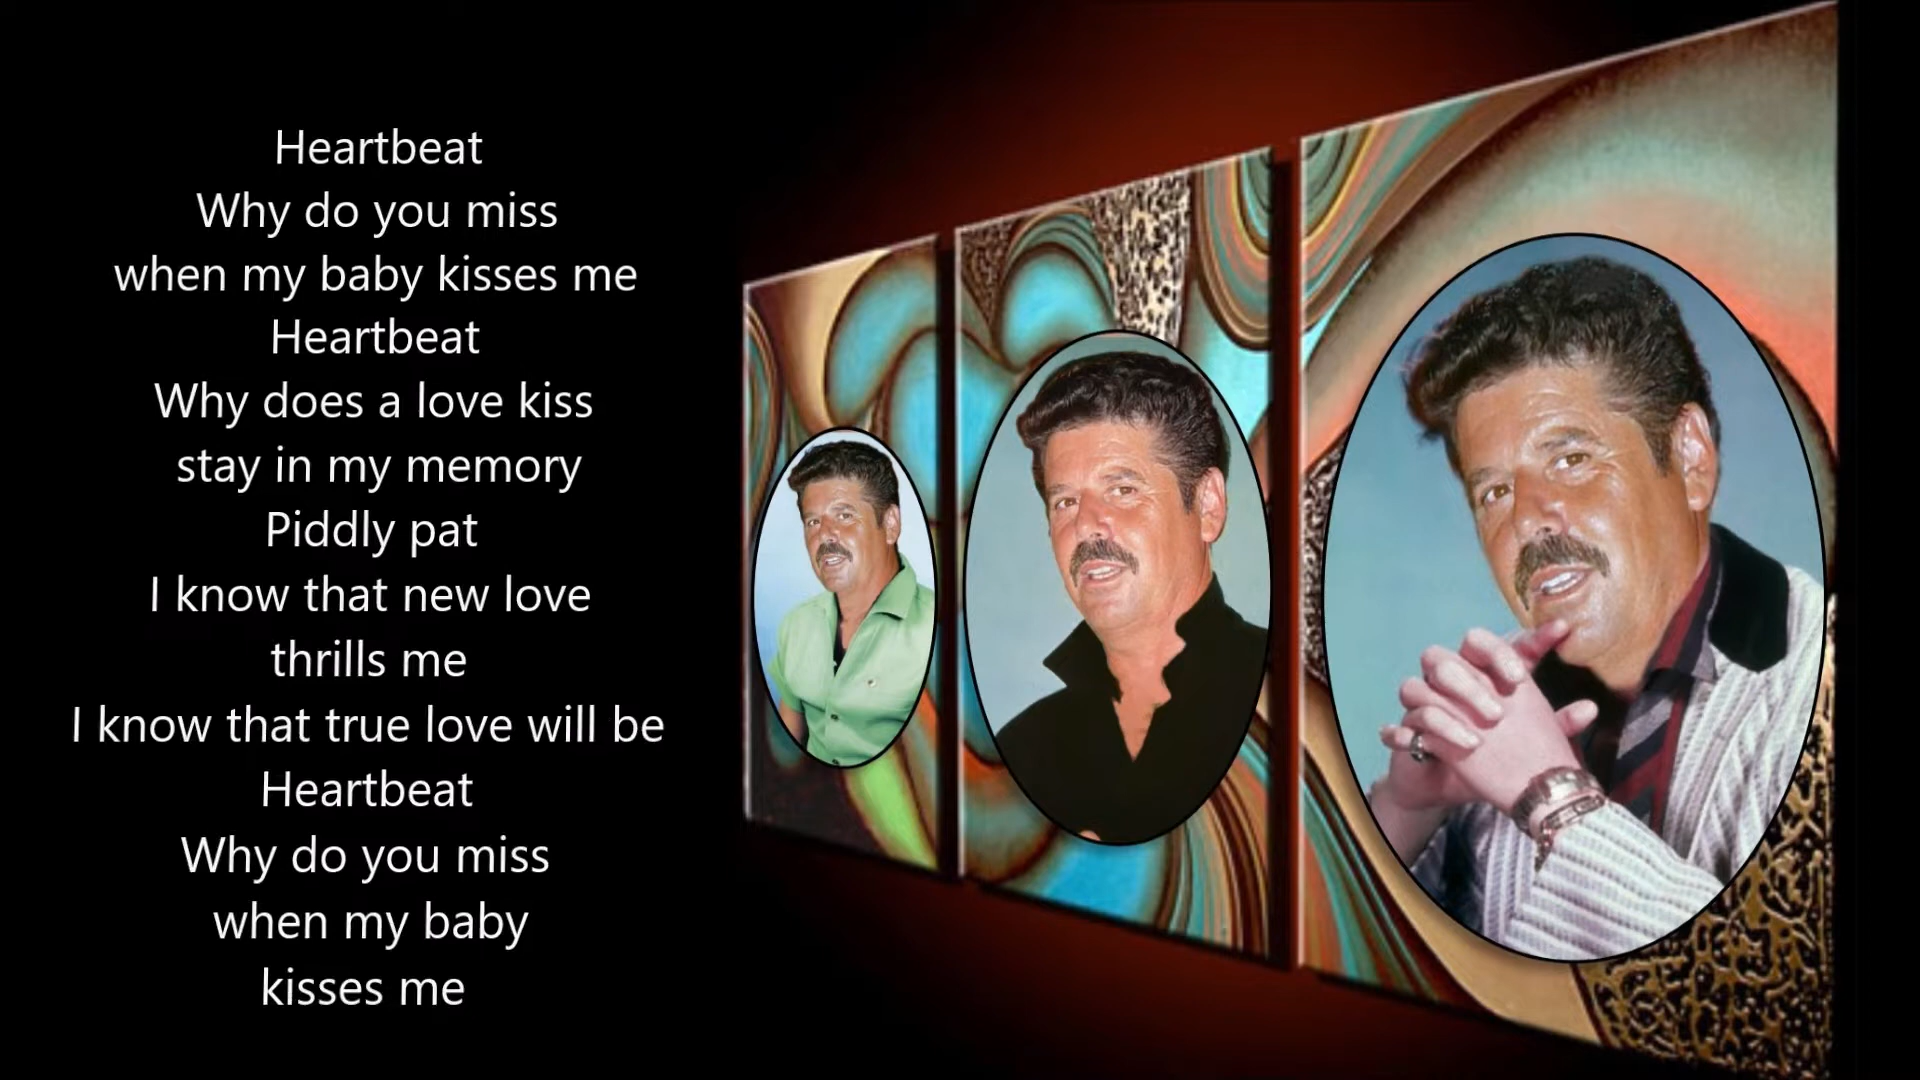 Heartbeat
Why do you miss
when my baby kisses me
Heartbeat
Why does a love kiss
stay in my memory
Piddly pat
I know that new love
thrills me
I know that true love will be
Heartbeat
Why do you miss
when my baby
kisses me